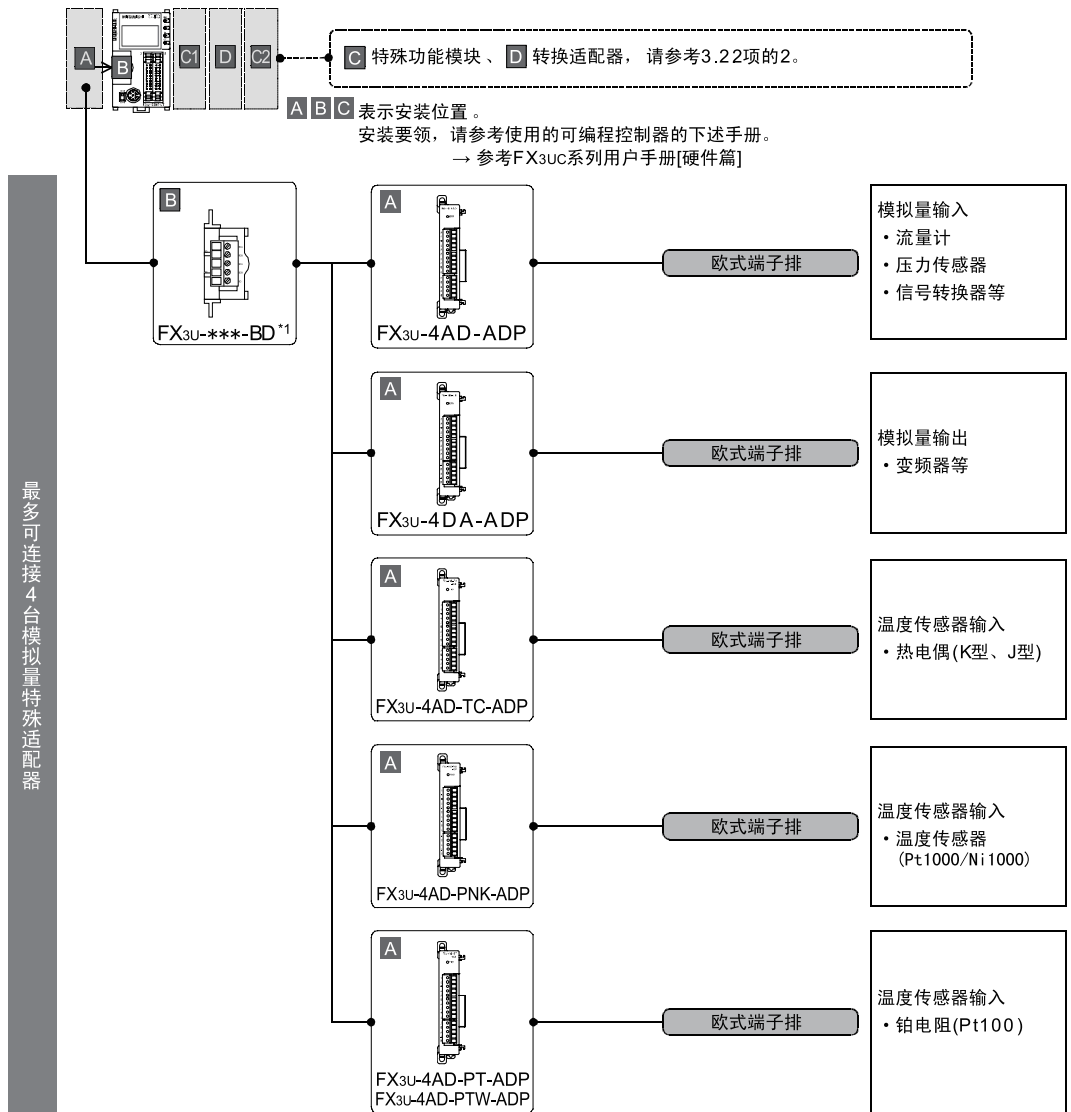 A
B
C1
D
C2
C 特殊功能模块、 D 转换适配器，请参考3.22项的2。
A B C 表示安装位置。
安装要领，请参考使用的可编程控制器的下述手册。
→ 参考FX3UC系列用户手册[硬件篇]
最多可连接4台模拟量特殊适配器
B
FX3U-***-BD*1
A
FX3U-4AD-ADP
欧式端子排
模拟量输入
・流量计
・压力传感器
・信号转换器等
A
FX3U-4DA-ADP
欧式端子排
模拟量输出
・变频器等
A
FX3U-4AD-TC-ADP
欧式端子排
温度传感器输入
・热电偶(K型、J型)
A
FX3U-4AD-PNK-ADP
欧式端子排
温度传感器输入
・温度传感器
(Pt1000/Ni1000)
A
FX3U-4AD-PT-ADP
FX3U-4AD-PTW-ADP
欧式端子排
温度传感器输入
・铂电阻(Pt100)